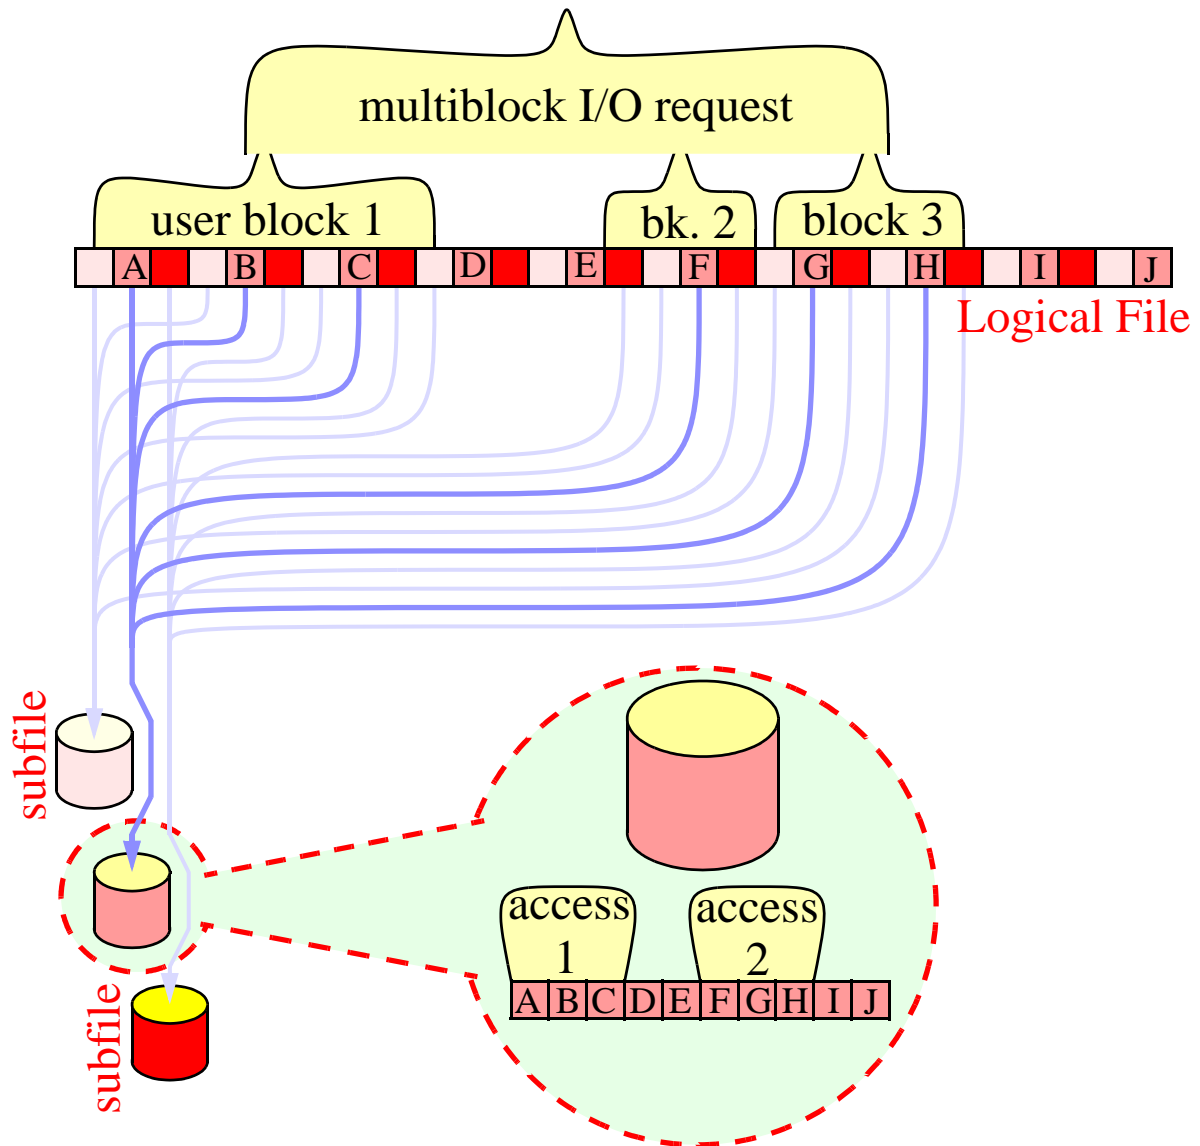 multiblock I/O request
user block 1
bk. 2
block 3
A B C D E F G H I J
Logical File
subfile
subfile
access
1
access
2
A B C D E F G H I J